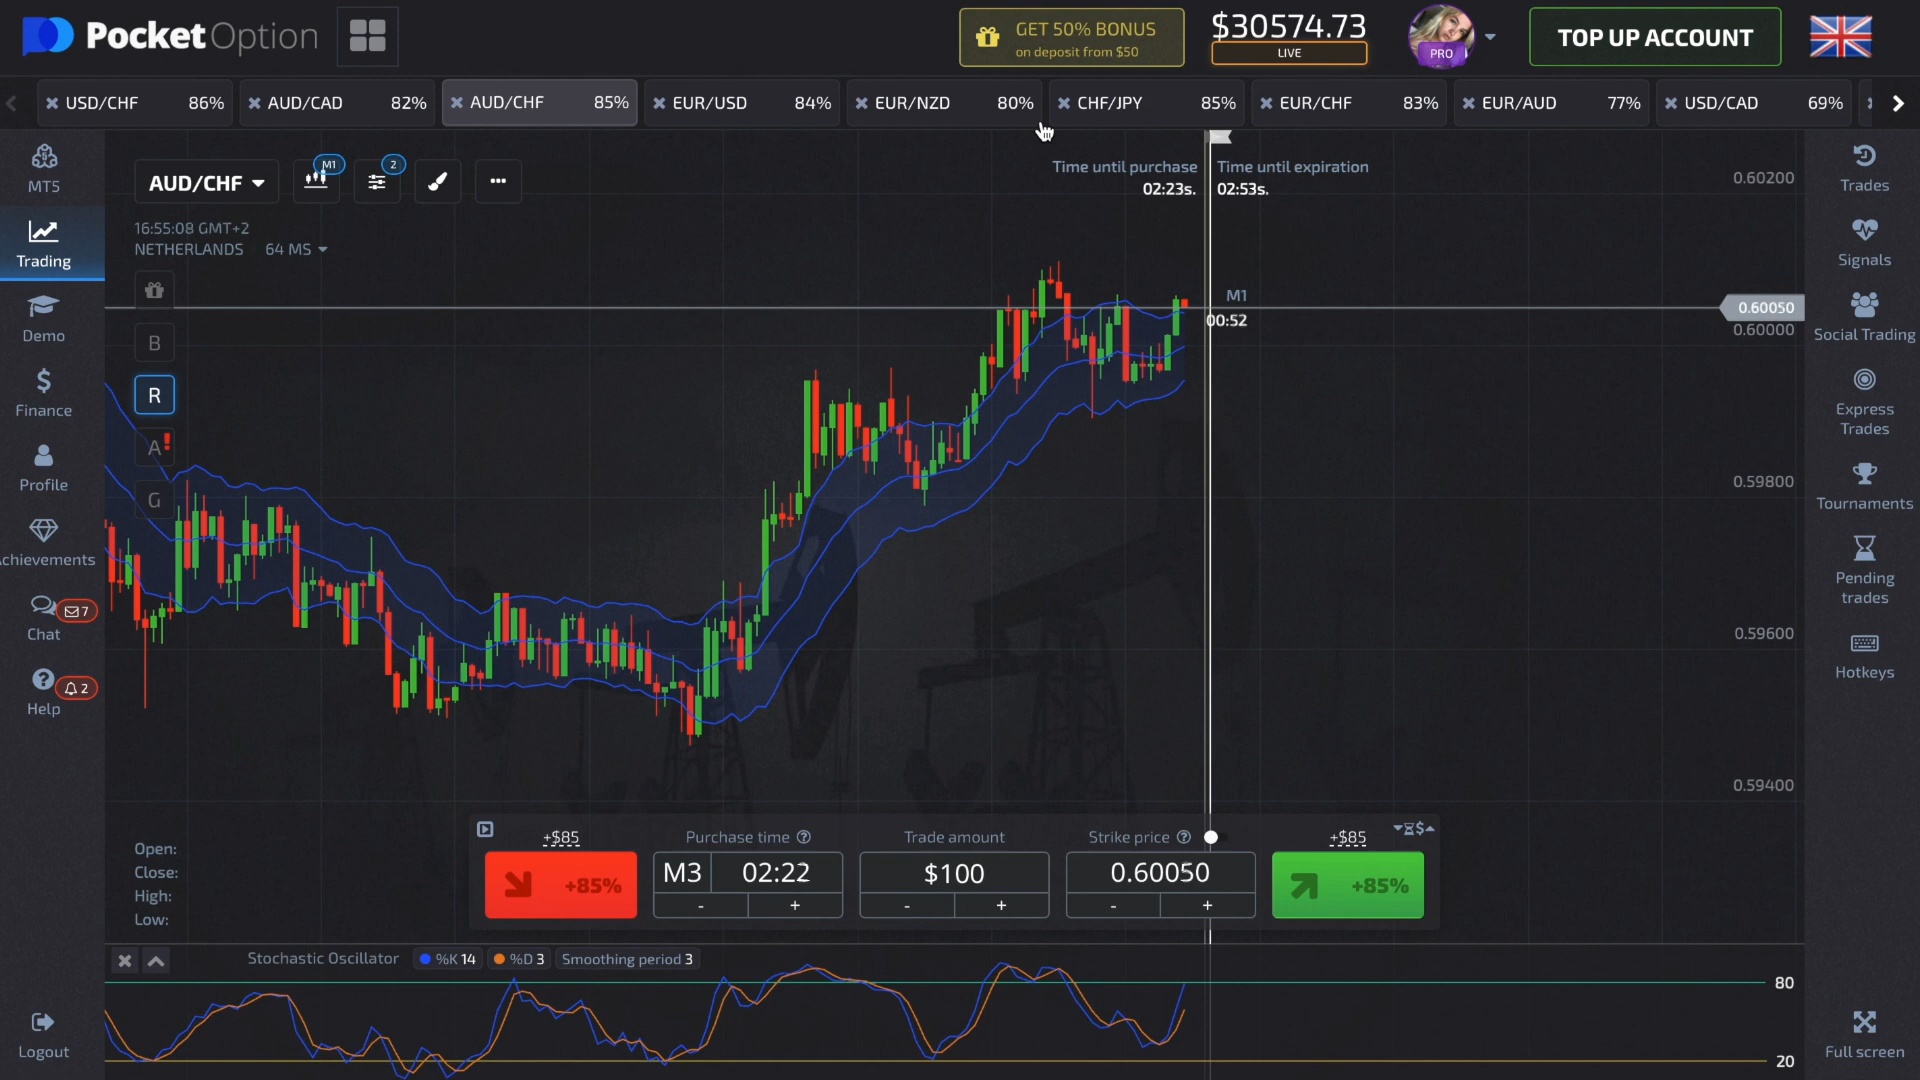 PocketOption
GET 50% BONUS
on deposit from $50
$30574.73
LIVE
PRO
TOP UP ACCOUNT
USD/CHF 86%
AUD/CAD 82%
AUD/CHF 85%
EUR/USD 84%
EUR/NZD 80%
CHF/JPY 85%
EUR/CHF 83%
EUR/AUD 77%
USD/CAD 69%
MT5
Trading
Demo
Finance
Profile
chievements
Chat
7
Help
2
Logout
AUD/CHF
M1
2
16:55:08 GMT+2
NETHERLANDS 64 MS
B
R
A!
G
Time until purchase
02:23s.
Time until expiration
02:53s.
M1
00:52
0.60200
0.60050
0.60000
0.59800
0.59600
0.59400
Trades
Signals
Social Trading
Express
Trades
Tournaments
Pending
trades
Hotkeys
Full screen
Open:
Close:
High:
Low:
+$85
+85%
Purchase time ?
M3 02:22
- +
Trade amount
$100
- +
Strike price ?
0.60050
- +
+$85
+85%
Stochastic Oscillator %K 14 %D 3 Smoothing period 3
80
20